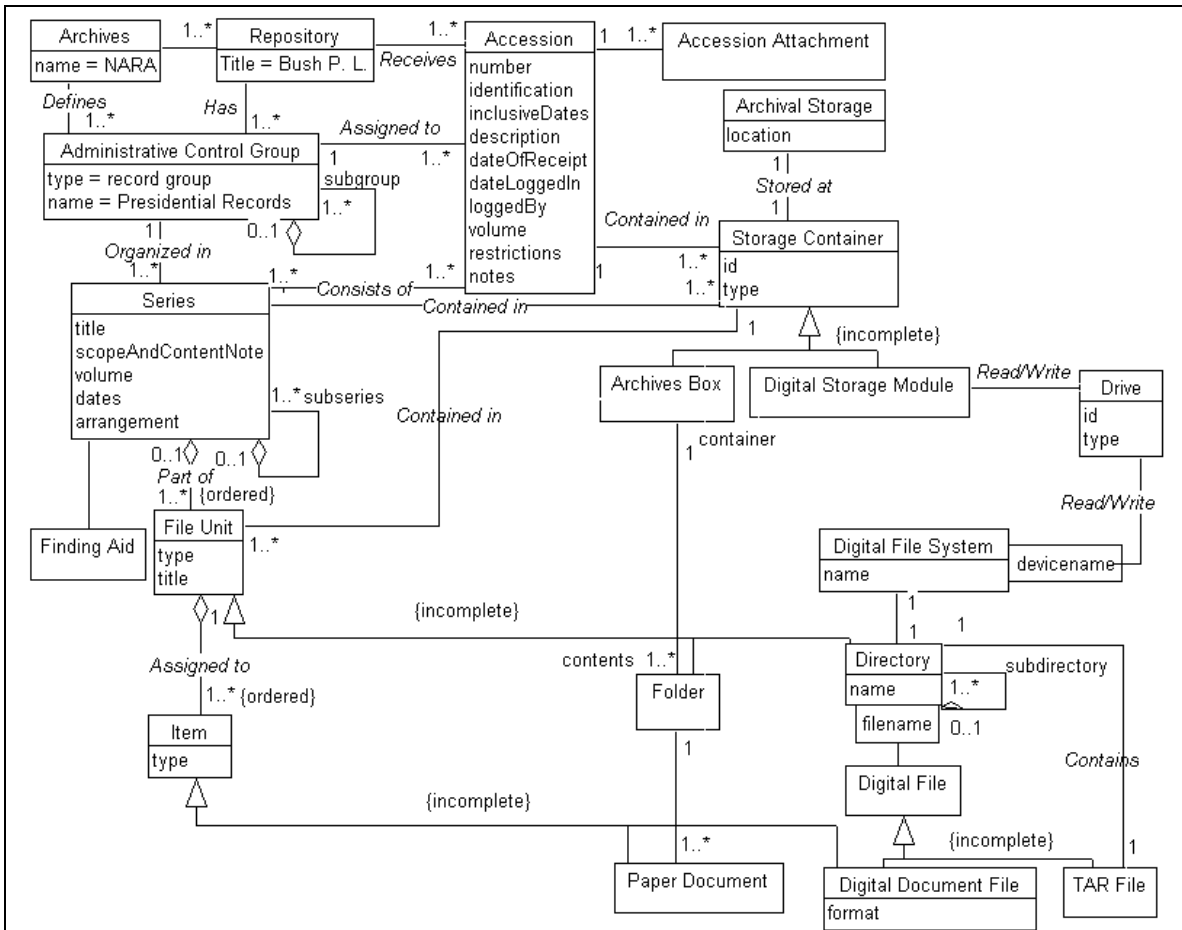 Archives
name = NARA
1..*
Repository
Title = Bush P. L.
1..*
Receives
Accession
number
identification
inclusiveDates
description
dateOfReceipt
dateLoggedIn
loggedBy
volume
restrictions
notes
1
1..*
Accession Attachment
Archival Storage
location
1
Stored at
1
Defines
1..*
Has
1..*
Administrative Control Group
type = record group
name = Presidential Records
Assigned to
1
1..*
subgroup
1..*
0..1
1
Organized in
1..*
Contained in
1
1..*
Storage Container
id
type
1..*
Consists of
1..*
1..*
Contained in
Series
title
scopeAndContentNote
volume
dates
arrangement
1..*
subseries
0..1
0..1
1
{incomplete}
Archives Box
Digital Storage Module
Read/Write
Drive
id
type
Contained in
container
1
Part of
1..*
{ordered}
File Unit
type
title
1..*
Finding Aid
Read/Write
Digital File System
name
devicename
1
{incomplete}
1
1
1
Assigned to
1..*
{ordered}
contents
1..*
Folder
1
Directory
name
filename
subdirectory
1..*
0..1
Item
type
Contains
Digital File
{incomplete}
{incomplete}
1..*
1
Paper Document
Digital Document File
format
TAR File